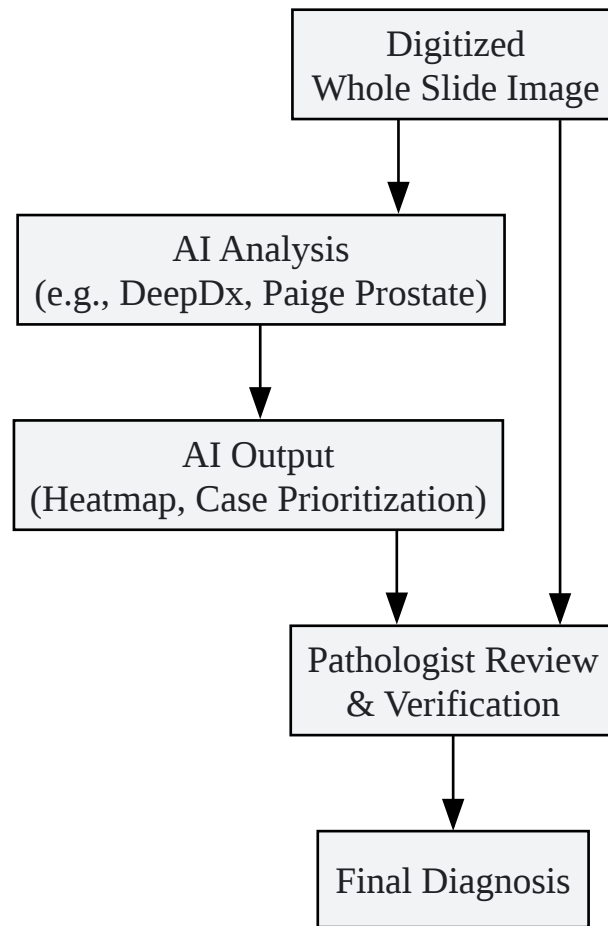 Digitized
Whole Slide Image
AI Analysis
(e.g., DeepDx, Paige Prostate)
AI Output
(Heatmap, Case Prioritization)
Pathologist Review
& Verification
Final Diagnosis